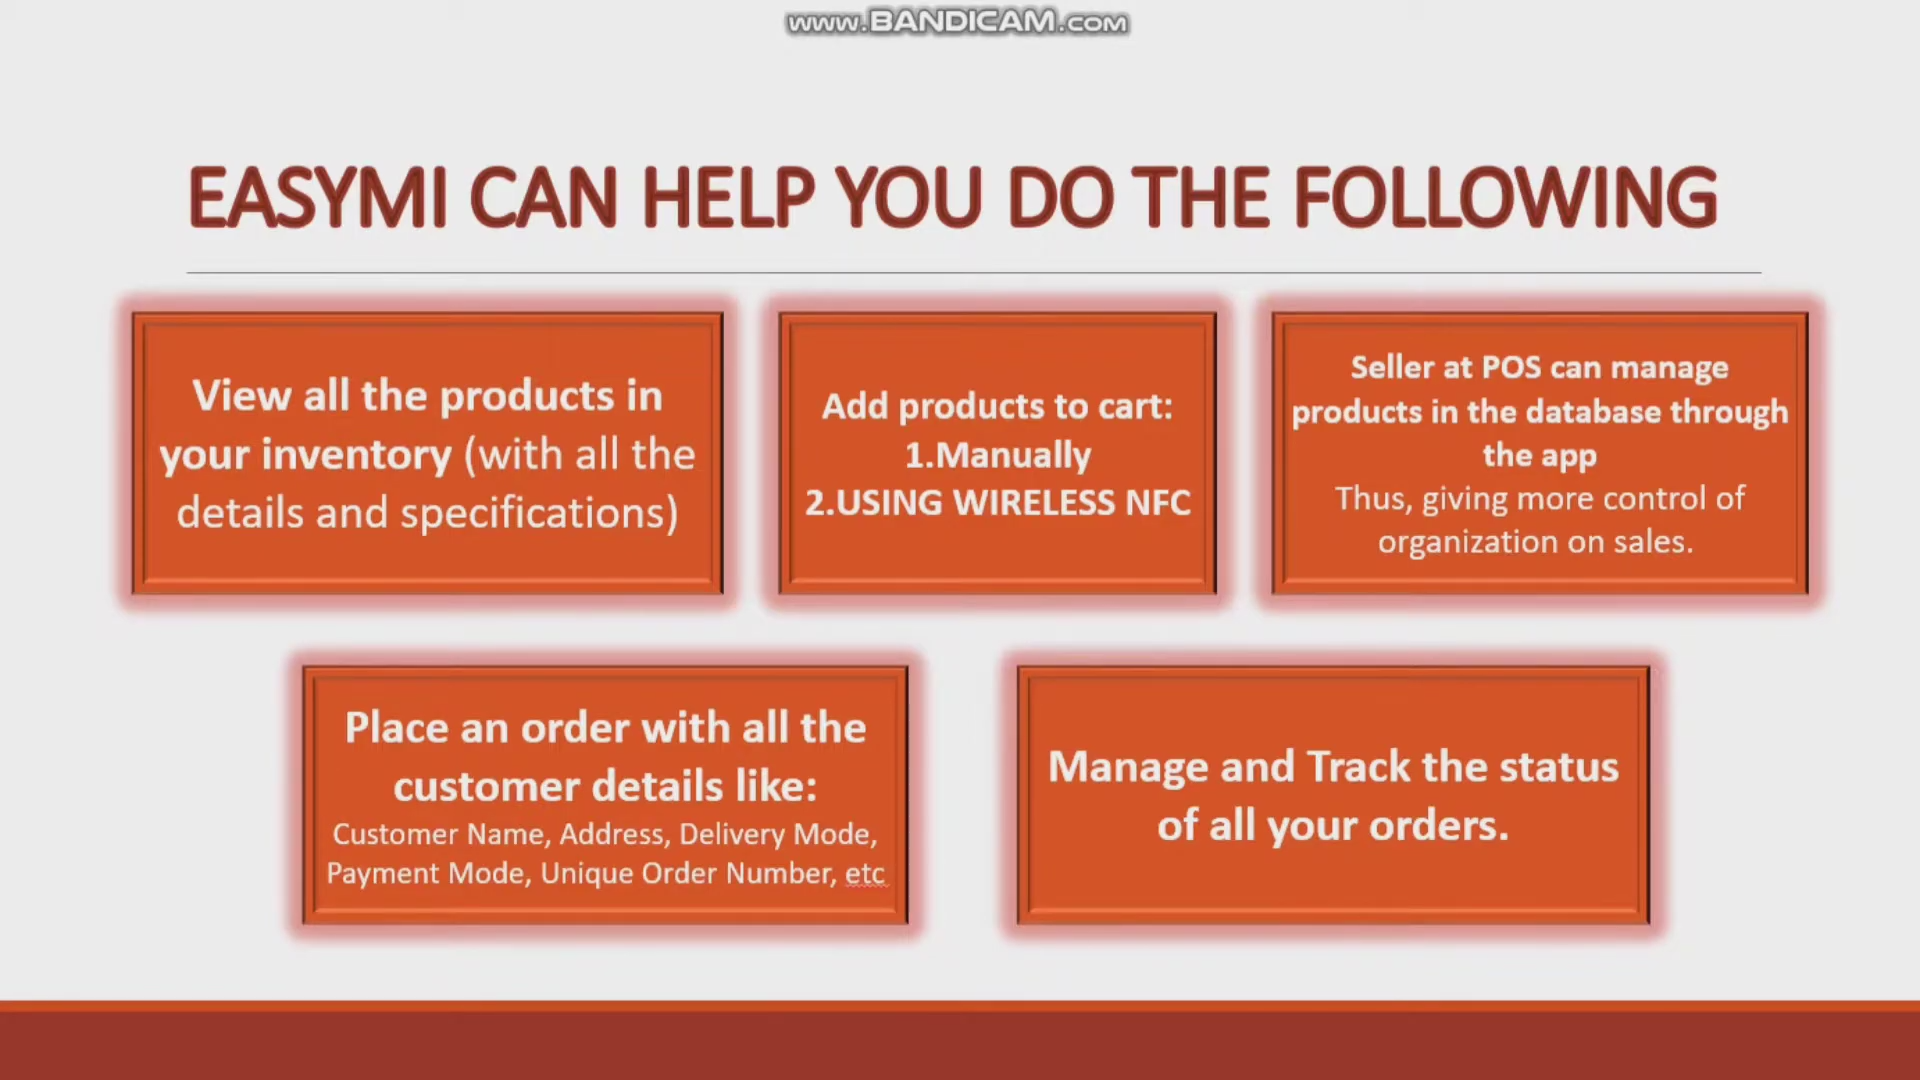 www.BANDICAM.com
EASYMI CAN HELP YOU DO THE FOLLOWING
View all the products in
your inventory (with all the
details and specifications)
Add products to cart:
1.Manually
2.USING WIRELESS NFC
Seller at POS can manage
products in the database through
the app
Thus, giving more control of
organization on sales.
Place an order with all the
customer details like:
Customer Name, Address, Delivery Mode,
Payment Mode, Unique Order Number, etc
Manage and Track the status
of all your orders.